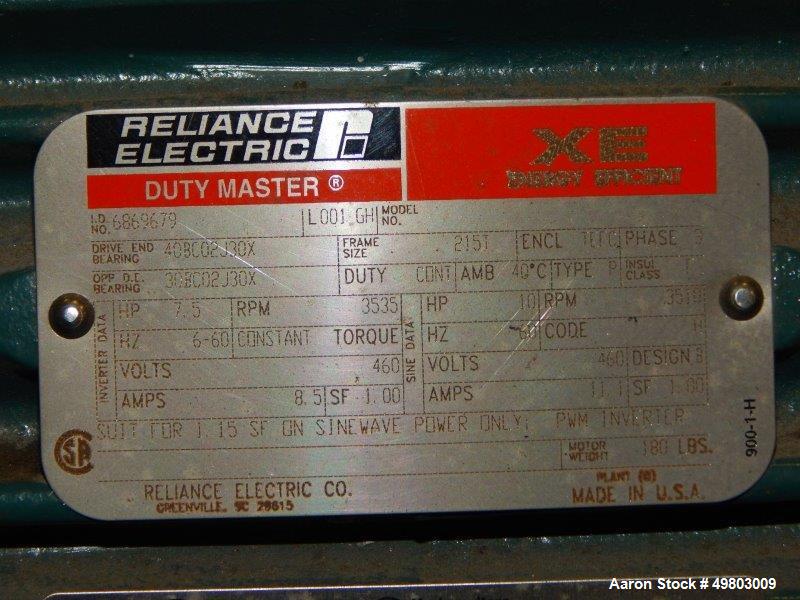 RELIANCE
ELECTRIC
XE
ENERGY EFFICIENT
DUTY MASTER ®
I.D. NO. 6869679 L001 GH MODEL NO.
DRIVE END BEARING 40BC02J30X FRAME SIZE 215T ENCL TEFC PHASE 3
OPP D.E. BEARING 30BC02J30X DUTY CONT AMB 40°C TYPE P INSUL CLASS
INVERTER DATA
HP 7.5 RPM 3535
HZ 6-60 CONSTANT TORQUE
VOLTS 460
AMPS 8.5 SF 1.00
SINE DATA
HP 10 RPM 3510
HZ 60 CODE H
VOLTS 460 DESIGN B
AMPS 11.1 SF 1.00
SUIT FOR 1.15 SF ON SINEWAVE POWER ONLY; PWM INVERTER
MOTOR WEIGHT 180 LBS.
900-1-H
RELIANCE ELECTRIC CO.
GREENVILLE, SC 29615
PLANT (G)
MADE IN U.S.A.
Aaron Stock # 49803009